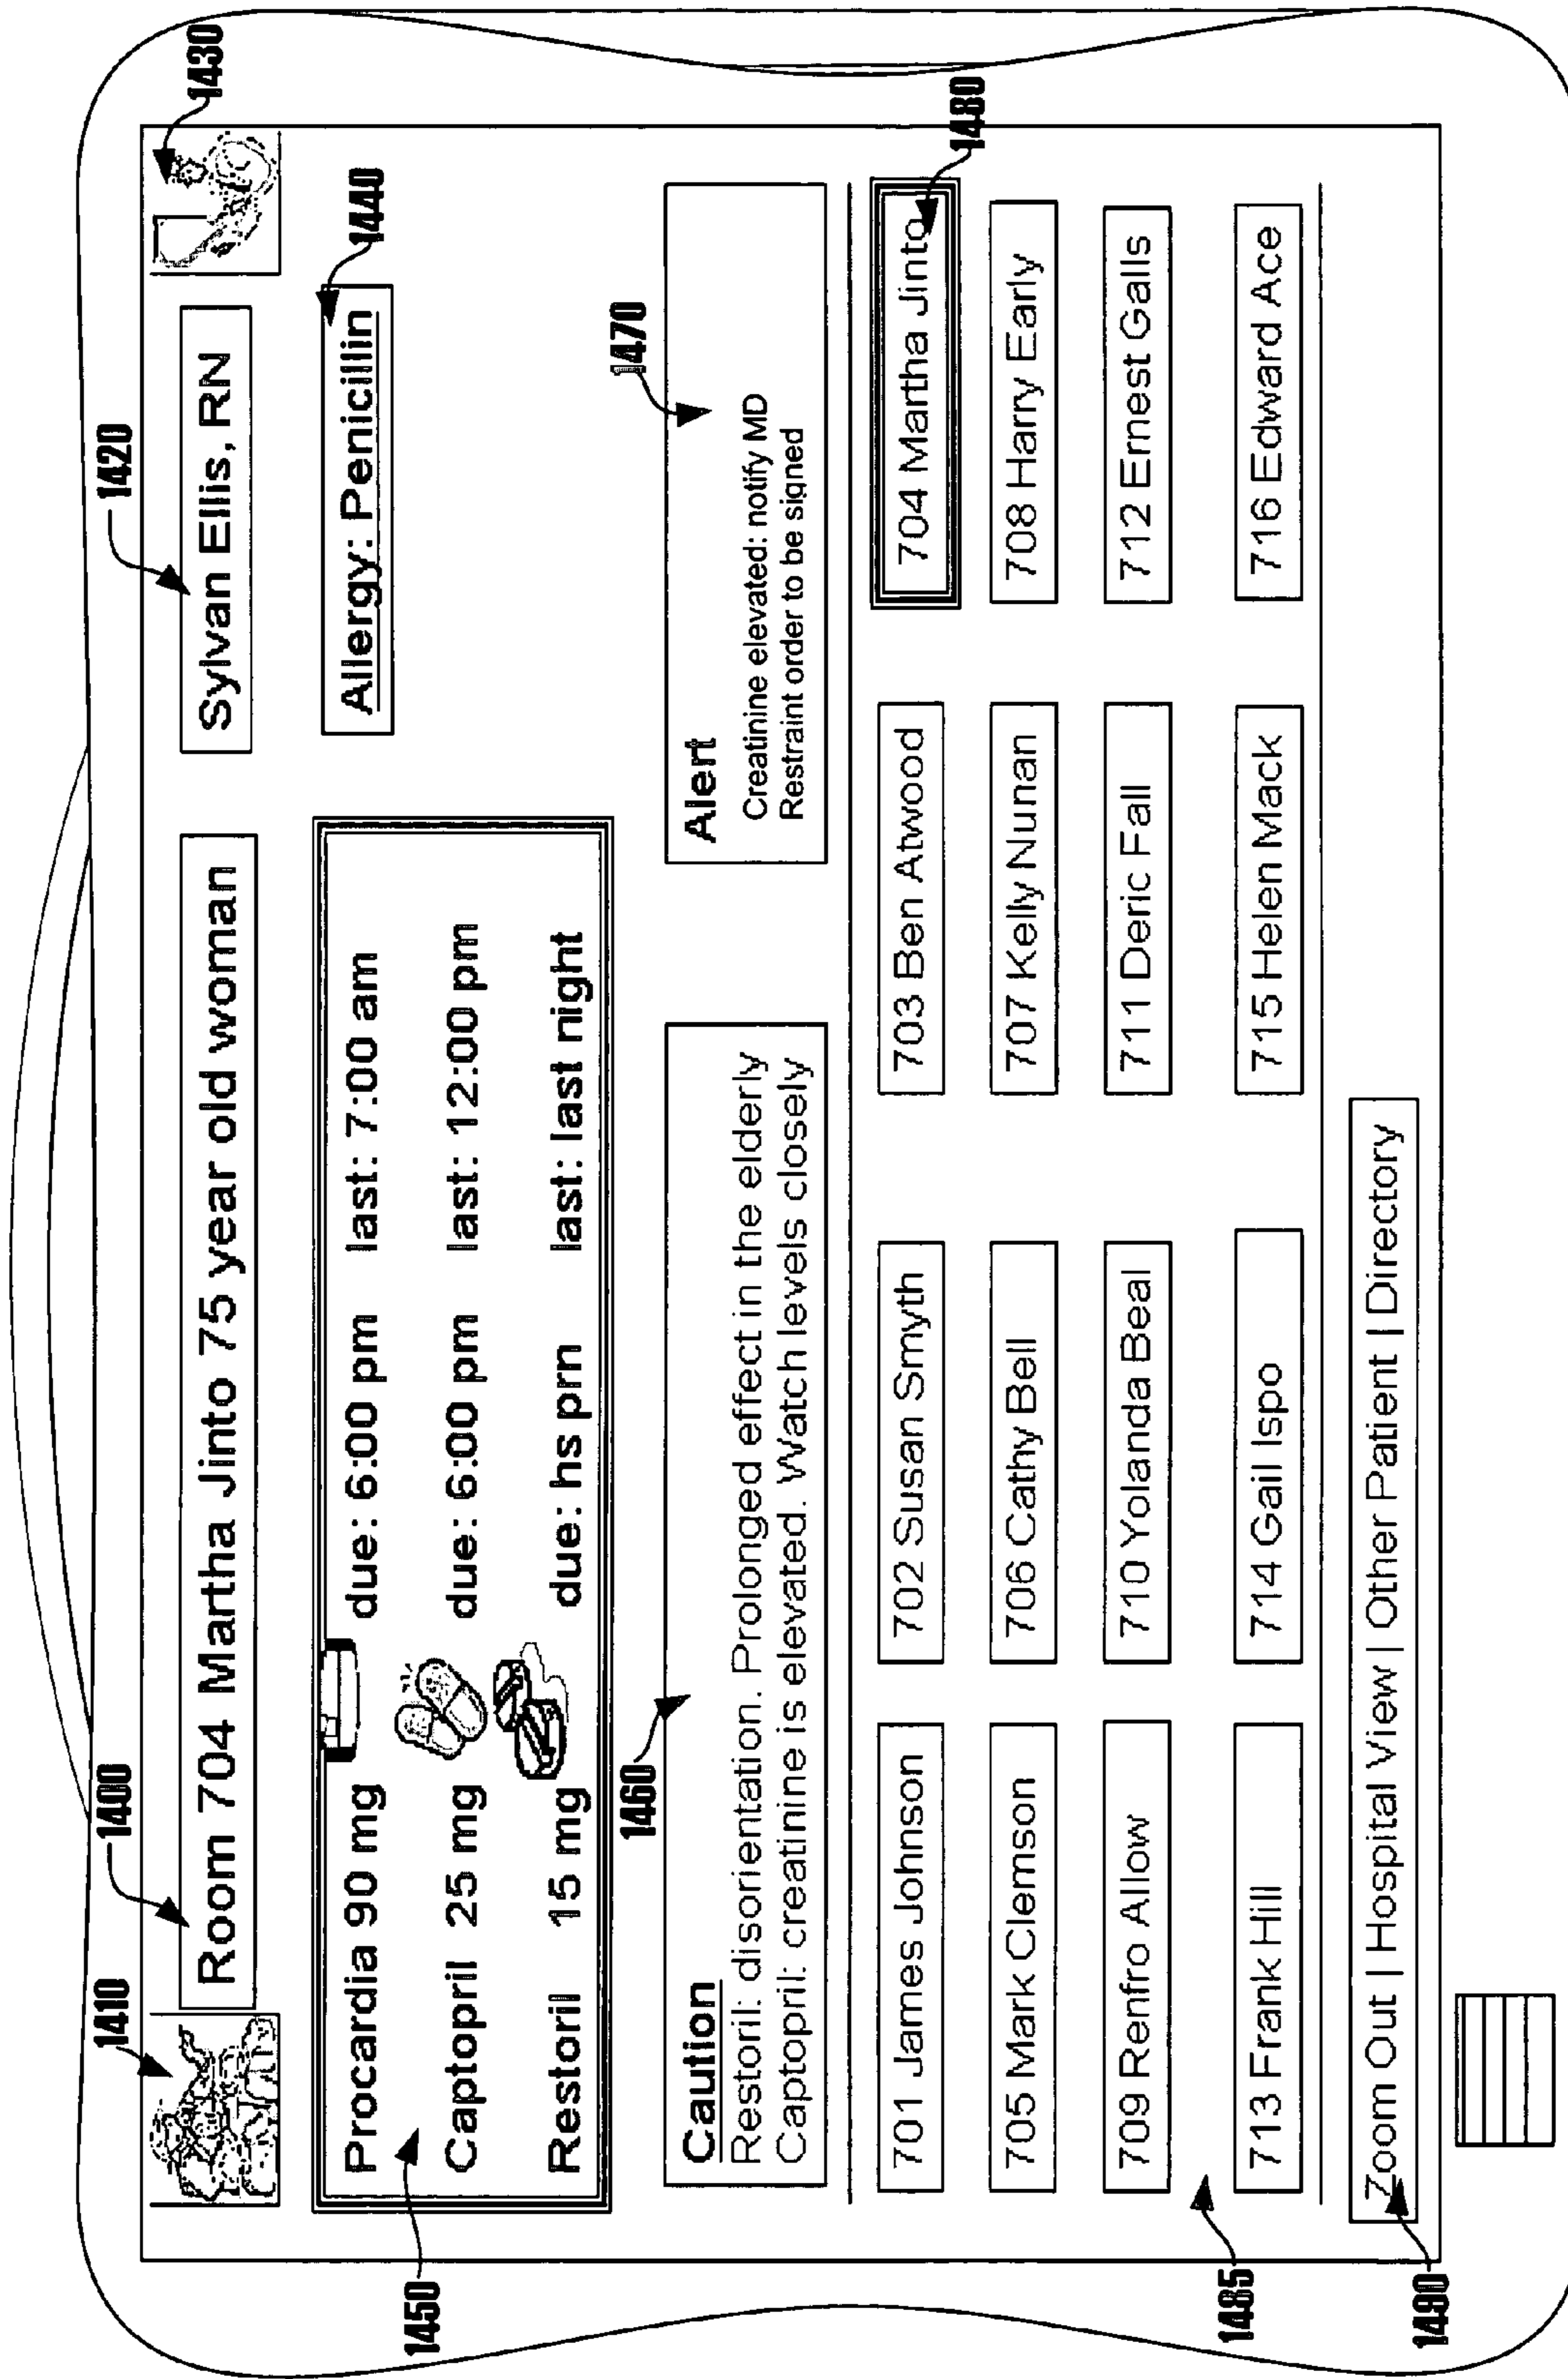 1410
1400
1420
1430
Room 704 Martha Jinto 75 year old woman
Sylvan Ellis, RN
1440
Allergy: Penicillin
Procardia 90 mg due: 6:00 pm last: 7:00 am
Captopril 25 mg due: 6:00 pm last: 12:00 pm
Restoril 15 mg due: hs prn last: last night
1450
1460
1470
Caution
Restoril: disorientation. Prolonged effect in the elderly
Captopril: creatinine is elevated. Watch levels closely
Alert
Creatinine elevated: notify MD
Restraint order to be signed
1480
701 James Johnson 702 Susan Smyth 703 Ben Atwood 704 Martha Jinto
705 Mark Clemson 706 Cathy Bell 707 Kelly Nunan 708 Harry Early
709 Renfro Allow 710 Yolanda Beal 711 Deric Fall 712 Ernest Galls
713 Frank Hill 714 Gail Ispo 715 Helen Mack 716 Edward Ace
1485
Zoom Out | Hospital View | Other Patient | Directory
1490